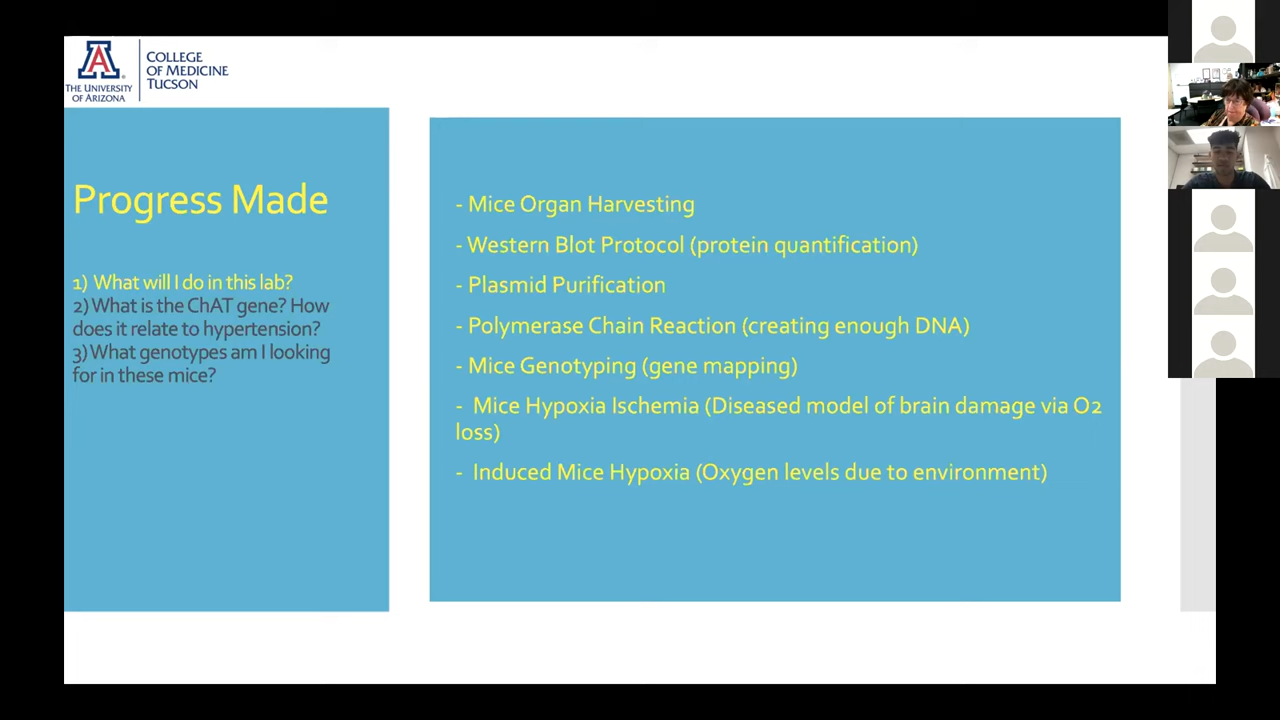 THE UNIVERSITY
OF ARIZONA
COLLEGE
OF MEDICINE
TUCSON
Progress Made
1) What will I do in this lab?
2) What is the ChAT gene? How
does it relate to hypertension?
3) What genotypes am I looking
for in these mice?
- Mice Organ Harvesting
- Western Blot Protocol (protein quantification)
- Plasmid Purification
- Polymerase Chain Reaction (creating enough DNA)
- Mice Genotyping (gene mapping)
- Mice Hypoxia Ischemia (Diseased model of brain damage via O2
loss)
- Induced Mice Hypoxia (Oxygen levels due to environment)